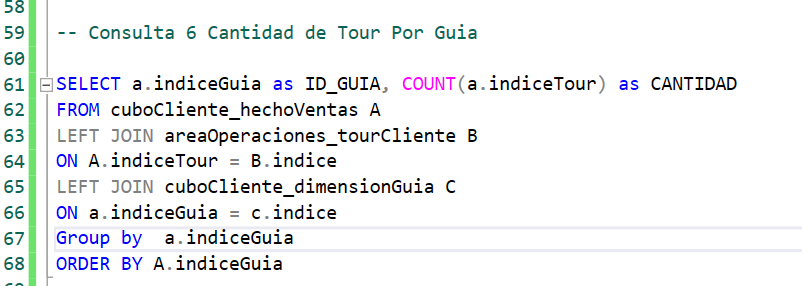 58
59 -- Consulta 6 Cantidad de Tour Por Guia
60
61 SELECT a.indiceGuia as ID_GUIA, COUNT(a.indiceTour) as CANTIDAD
62 FROM cuboCliente_hechoVentas A
63 LEFT JOIN areaOperaciones_tourCliente B
64 ON A.indiceTour = B.indice
65 LEFT JOIN cuboCliente_dimensionGuia C
66 ON a.indiceGuia = c.indice
67 Group by  a.indiceGuia
68 ORDER BY A.indiceGuia